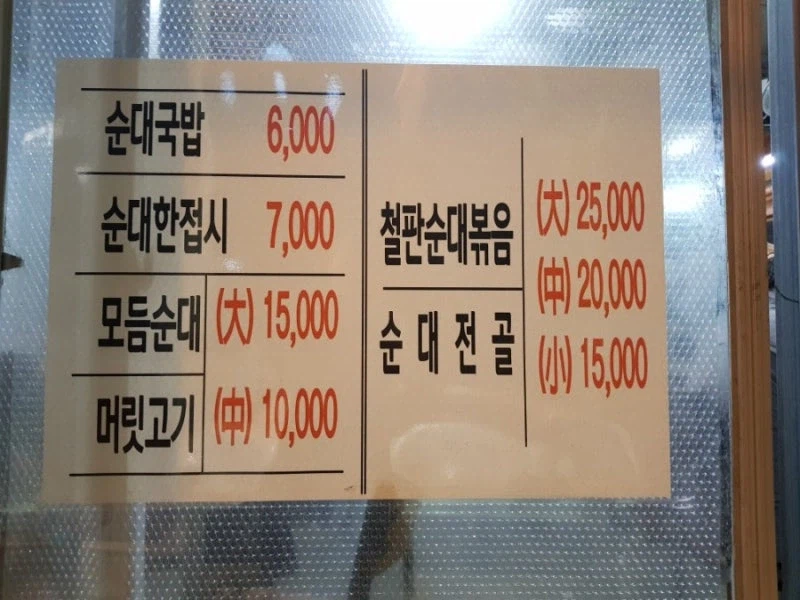 순대국밥 6,000
순대한접시 7,000
모듬순대 (大) 15,000
머릿고기 (中) 10,000
철판순대볶음
순대전골
(大) 25,000
(中) 20,000
(小) 15,000